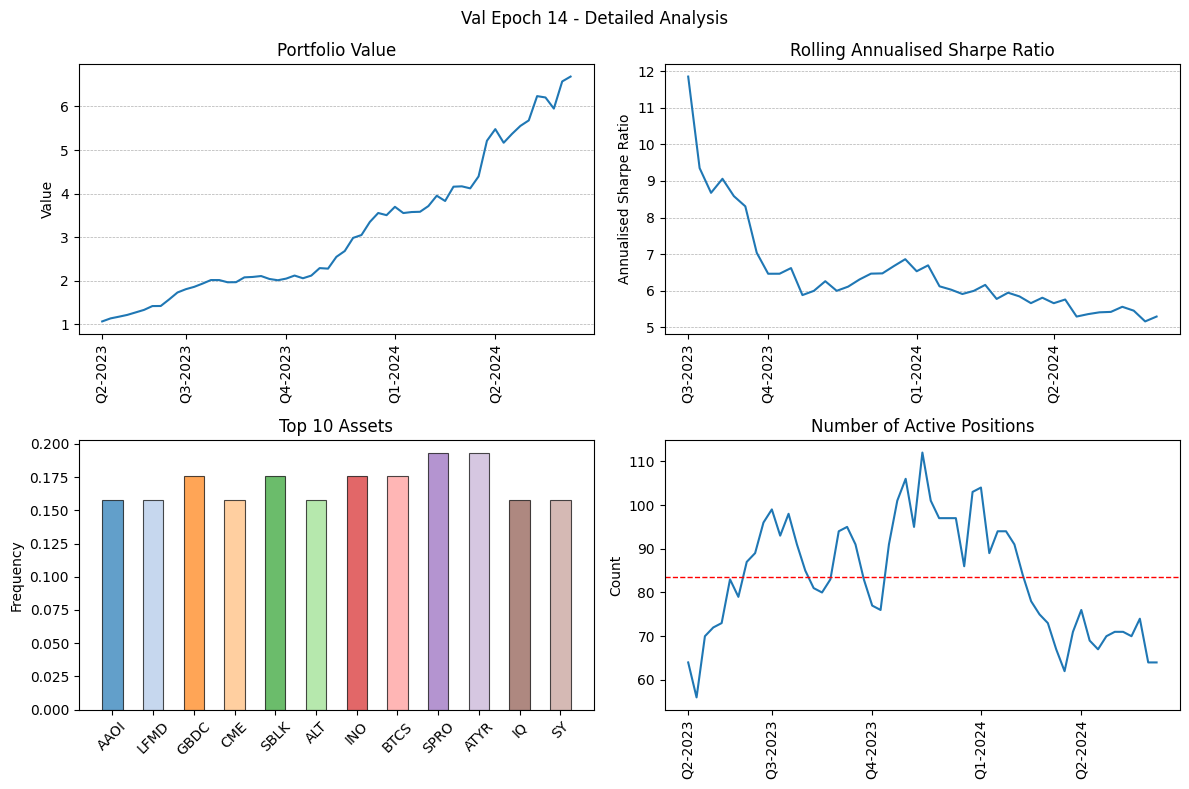 Val Epoch 14 - Detailed Analysis
Portfolio Value
Value
6
5
4
3
2
1
Q2-2023
Q3-2023
Q4-2023
Q1-2024
Q2-2024
Rolling Annualised Sharpe Ratio
Annualised Sharpe Ratio
12
11
10
9
8
7
6
5
Q3-2023
Q4-2023
Q1-2024
Q2-2024
Top 10 Assets
Frequency
0.200
0.175
0.150
0.125
0.100
0.075
0.050
0.025
0.000
AAOI
LFMD
GBDC
CME
SBLK
ALT
INO
BTCS
SPRO
ATYR
IQ
SY
Number of Active Positions
Count
110
100
90
80
70
60
Q2-2023
Q3-2023
Q4-2023
Q1-2024
Q2-2024